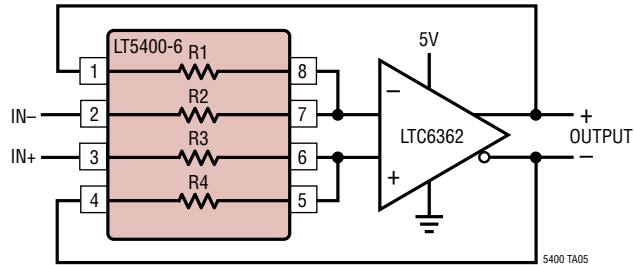 LT5400-6
5V
R1
1
8
R2
IN–
2
7
–
+
LTC6362
OUTPUT
R3
IN+
3
6
–
R4
+
4
5
5400 TA05